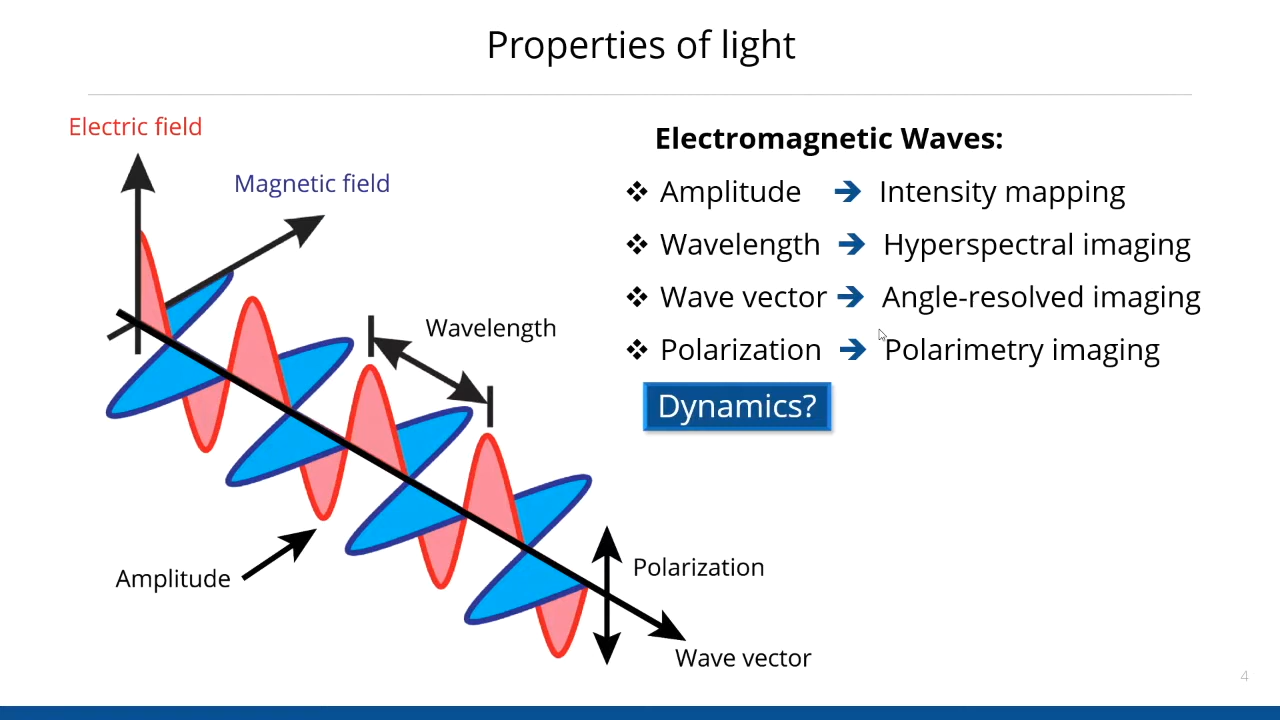 Properties of light
Electric field
Magnetic field
Wavelength
Amplitude
Polarization
Wave vector
Electromagnetic Waves:
❖ Amplitude ➔ Intensity mapping
❖ Wavelength ➔ Hyperspectral imaging
❖ Wave vector ➔ Angle-resolved imaging
❖ Polarization ➔ Polarimetry imaging
Dynamics?
4